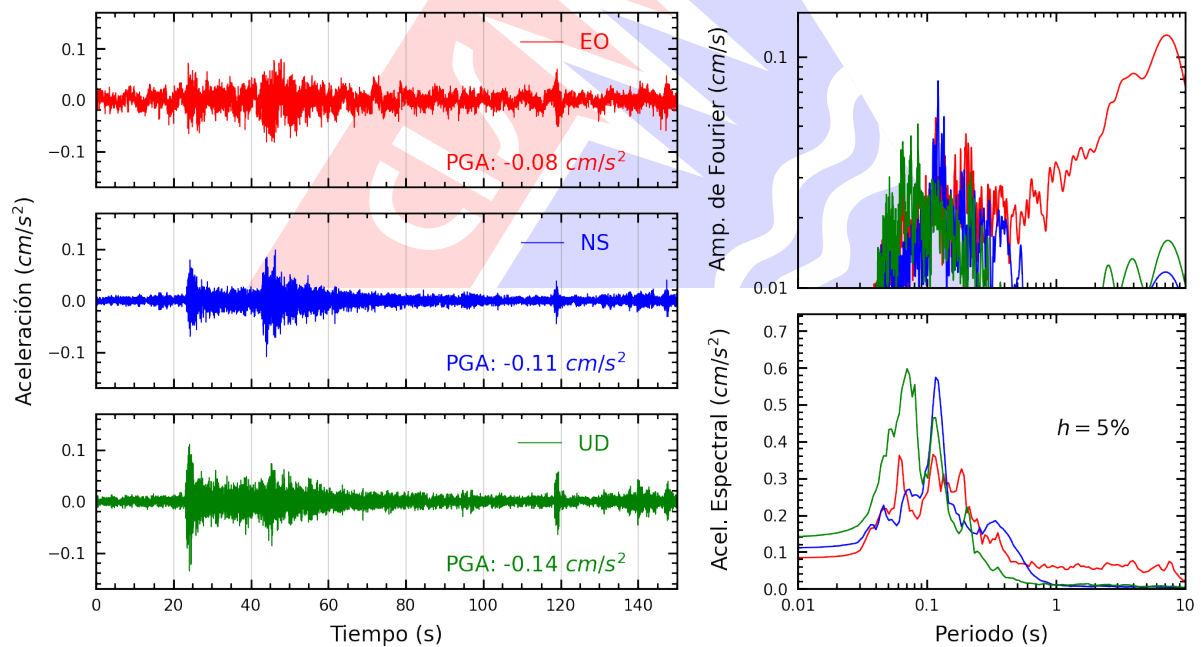 EO
PGA: -0.08 cm/s²
0.1
0.0
−0.1
NS
PGA: -0.11 cm/s²
0.1
0.0
−0.1
UD
PGA: -0.14 cm/s²
0.1
0.0
−0.1
0 20 40 60 80 100 120 140
Tiempo (s)
Aceleración (cm/s²)
Amp. de Fourier (cm/s)
0.1
0.01
Acel. Espectral (cm/s²)
0.7
0.6
0.5
0.4
0.3
0.2
0.1
0.0
h = 5%
0.01 0.1 1 10
Periodo (s)